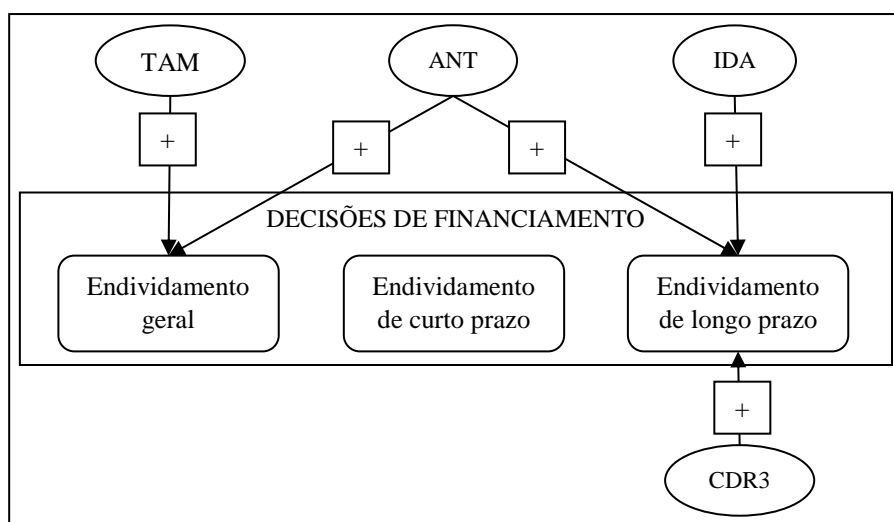 TAM
ANT
IDA
+
+
+
+
DECISÕES DE FINANCIAMENTO
Endividamento
geral
Endividamento
de curto prazo
Endividamento
de longo prazo
+
CDR3